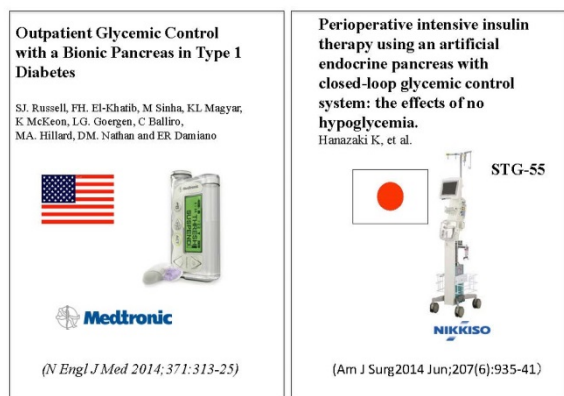 Outpatient Glycemic Control
with a Bionic Pancreas in Type 1
Diabetes
SJ. Russell, FH. El-Khatib, M Sinha, KL Magyar,
K McKeon, LG. Goergen, C Balliro,
MA. Hillard, DM. Nathan and ER Damiano
Medtronic
(N Engl J Med 2014;371:313-25)
Perioperative intensive insulin
therapy using an artificial
endocrine pancreas with
closed-loop glycemic control
system: the effects of no
hypoglycemia.
Hanazaki K, et al.
STG-55
NIKKISO
(Am J Surg2014 Jun;207(6):935-41)